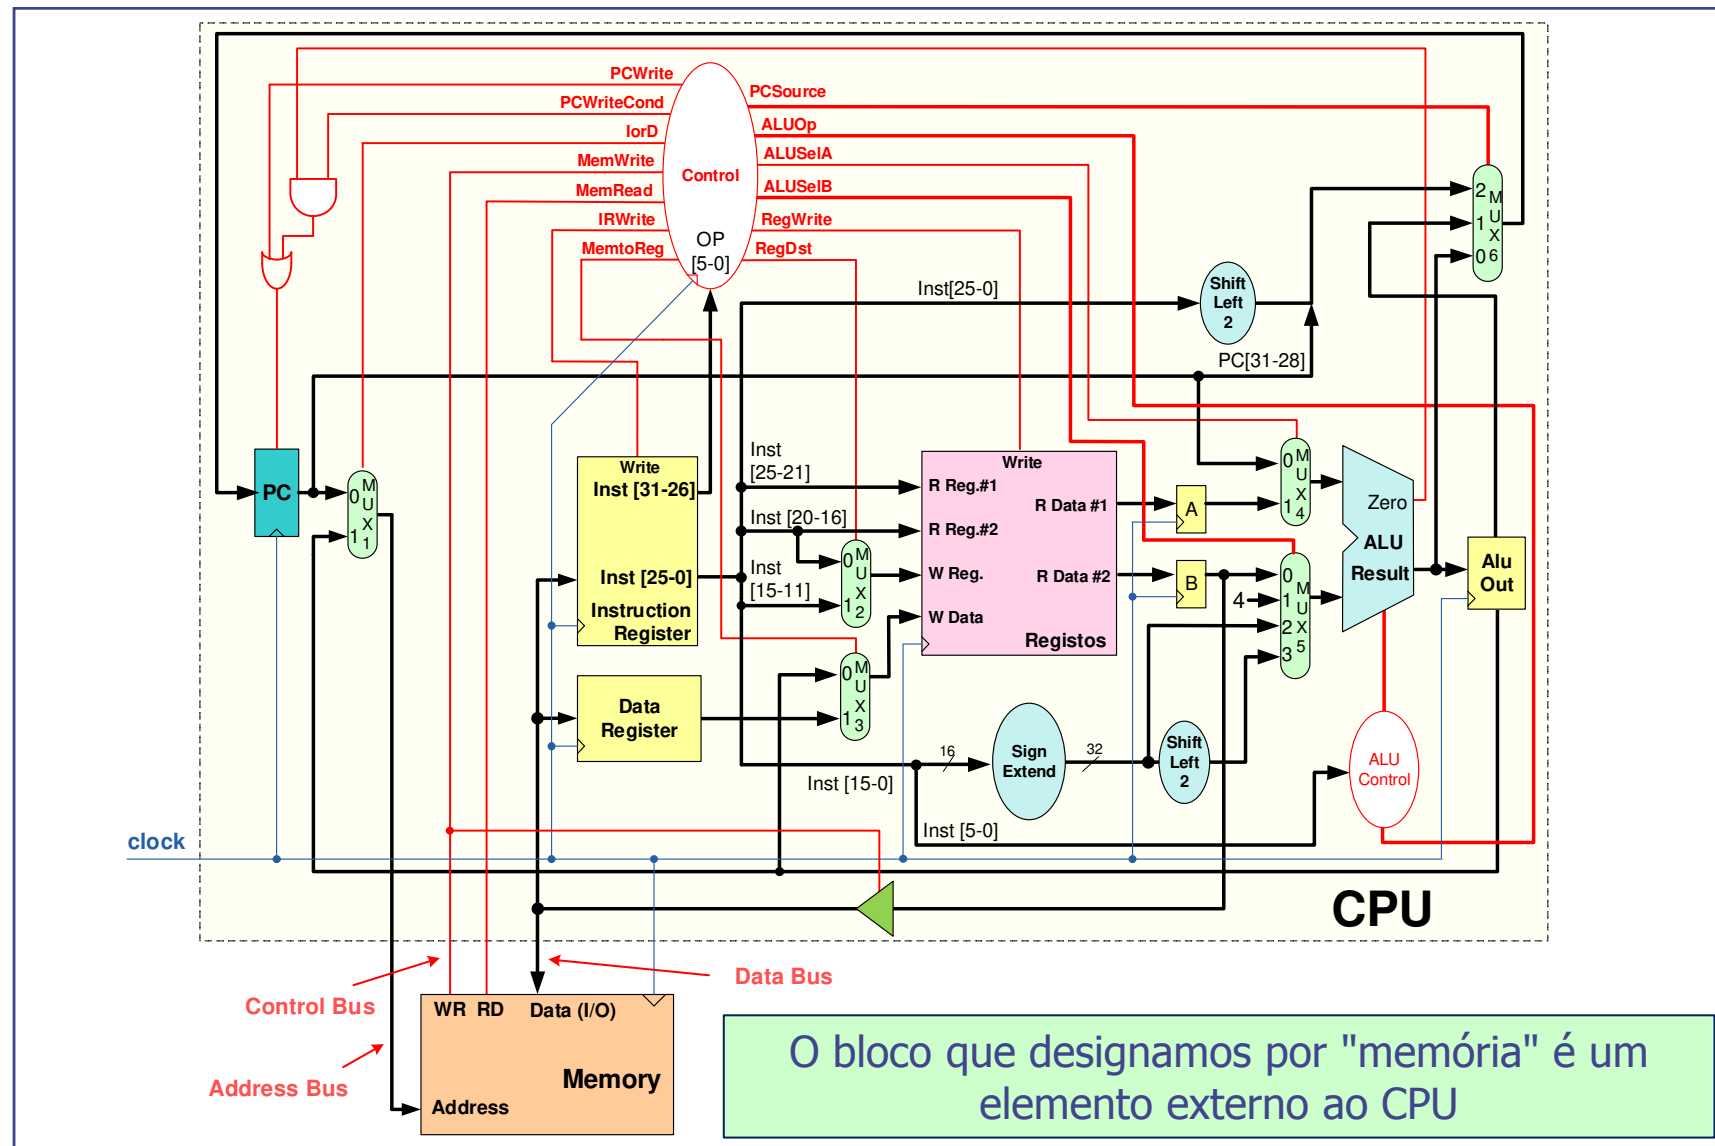 PCWrite
PCWriteCond
IorD
MemWrite
MemRead
IRWrite
MemtoReg
Control
OP
[5-0]
PCSource
ALUOp
ALUSelA
ALUSelB
RegWrite
RegDst
2
1
0
M
U
X
6
Inst[25-0]
Shift
Left
2
PC[31-28]
PC
0
1
M
U
X
1
Write
Inst [31-26]
Inst [25-0]
Instruction
Register
Data
Register
Inst
[25-21]
Inst [20-16]
Inst
[15-11]
0
1
M
U
X
2
0
1
M
U
X
3
Write
R Reg.#1
R Reg.#2
W Reg.
W Data
R Data #1
R Data #2
Registos
A
B
4
0
1
M
U
X
4
0
1
2
3
M
U
X
5
Zero
ALU
Result
Alu
Out
Inst [15-0]
16
Sign
Extend
32
Shift
Left
2
ALU
Control
Inst [5-0]
clock
CPU
Control Bus
Data Bus
Address Bus
WR RD Data (I/O)
Memory
Address
O bloco que designamos por "memória" é um
elemento externo ao CPU